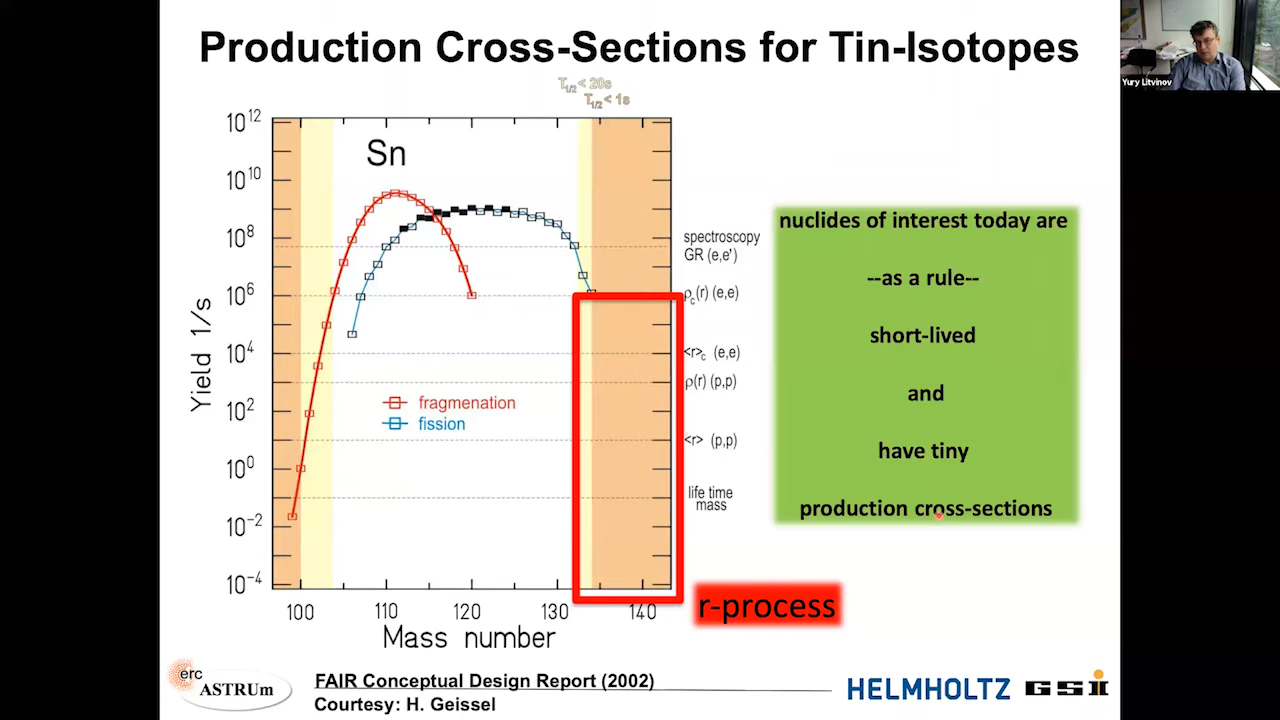 Production Cross-Sections for Tin-Isotopes
Yury Litvinov
T1/2 < 20s
T1/2 < 1s
Sn
10^12
10^10
10^8
10^6
10^4
10^2
10^0
10^-2
10^-4
Yield 1/s
fragmenation
fission
100
110
120
130
140
Mass number
spectroscopy
GR (e,e')
ρc(r) (e,e)
<r>c (e,e)
ρ(r) (p,p)
<r> (p,p)
life time
mass
nuclides of interest today are
--as a rule--
short-lived
and
have tiny
production cross-sections
r-process
erc
ASTRUm
FAIR Conceptual Design Report (2002)
Courtesy: H. Geissel
HELMHOLTZ GSI